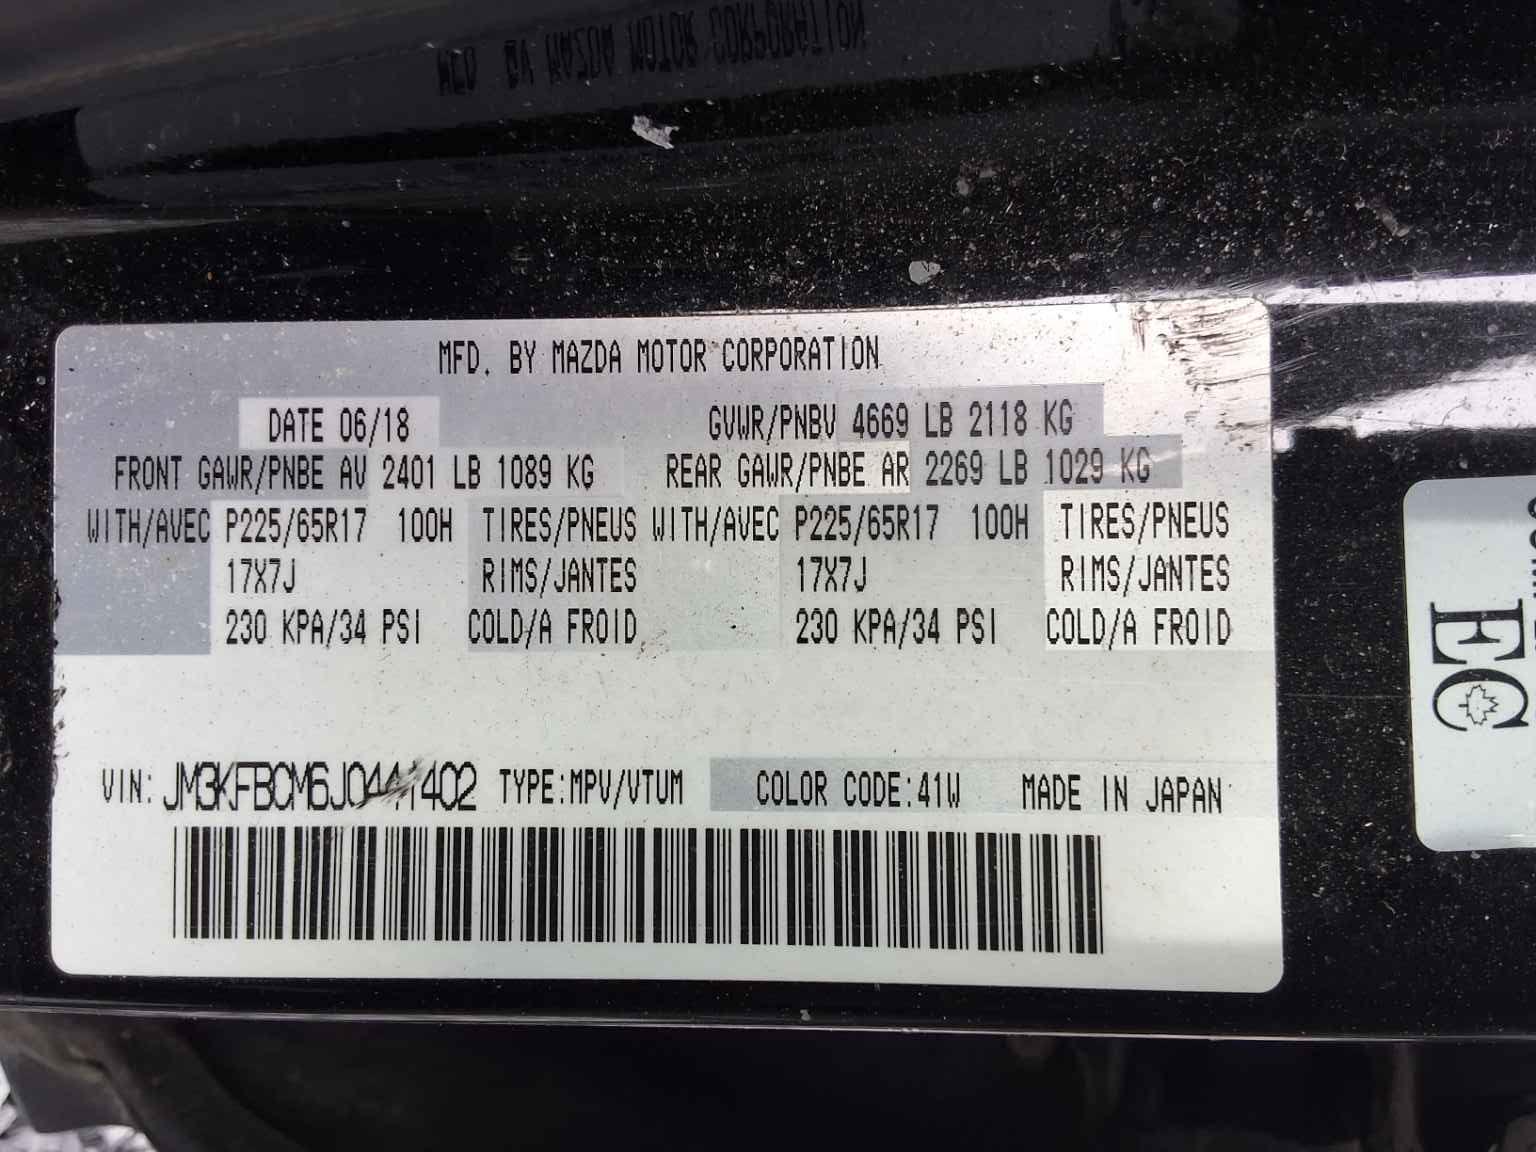 MFD. BY MAZDA MOTOR CORPORATION
DATE 06/18 GVWR/PNBV 4669 LB 2118 KG
FRONT GAWR/PNBE AV 2401 LB 1089 KG REAR GAWR/PNBE AR 2269 LB 1029 KG
WITH/AVEC P225/65R17 100H TIRES/PNEUS WITH/AVEC P225/65R17 100H TIRES/PNEUS
17X7J RIMS/JANTES 17X7J RIMS/JANTES
230 KPA/34 PSI COLD/A FROID 230 KPA/34 PSI COLD/A FROID
VIN: JM3KFBCM6J0441402 TYPE:MPV/VTUM COLOR CODE:41W MADE IN JAPAN
EC